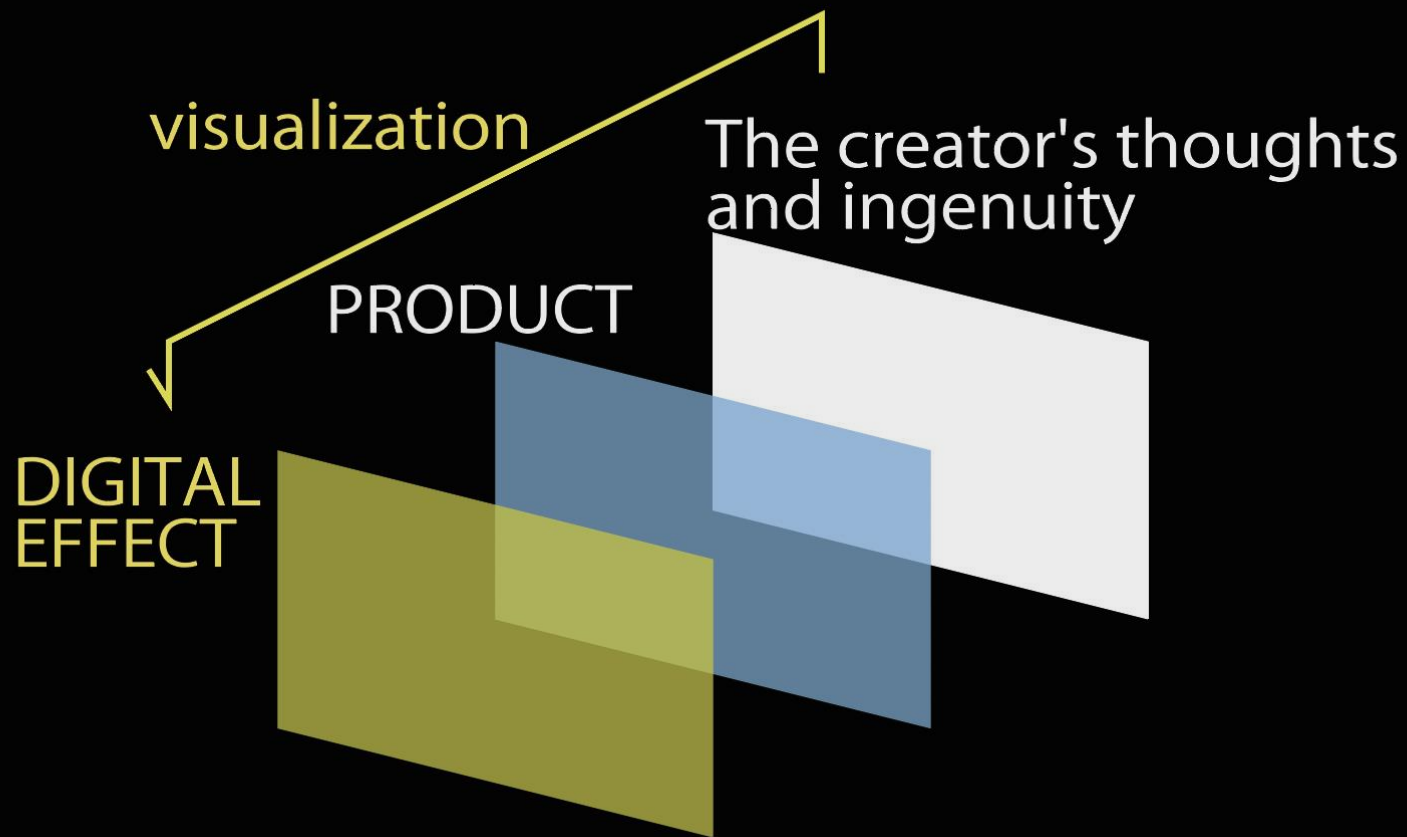 visualization
The creator's thoughts
and ingenuity
PRODUCT
DIGITAL
EFFECT